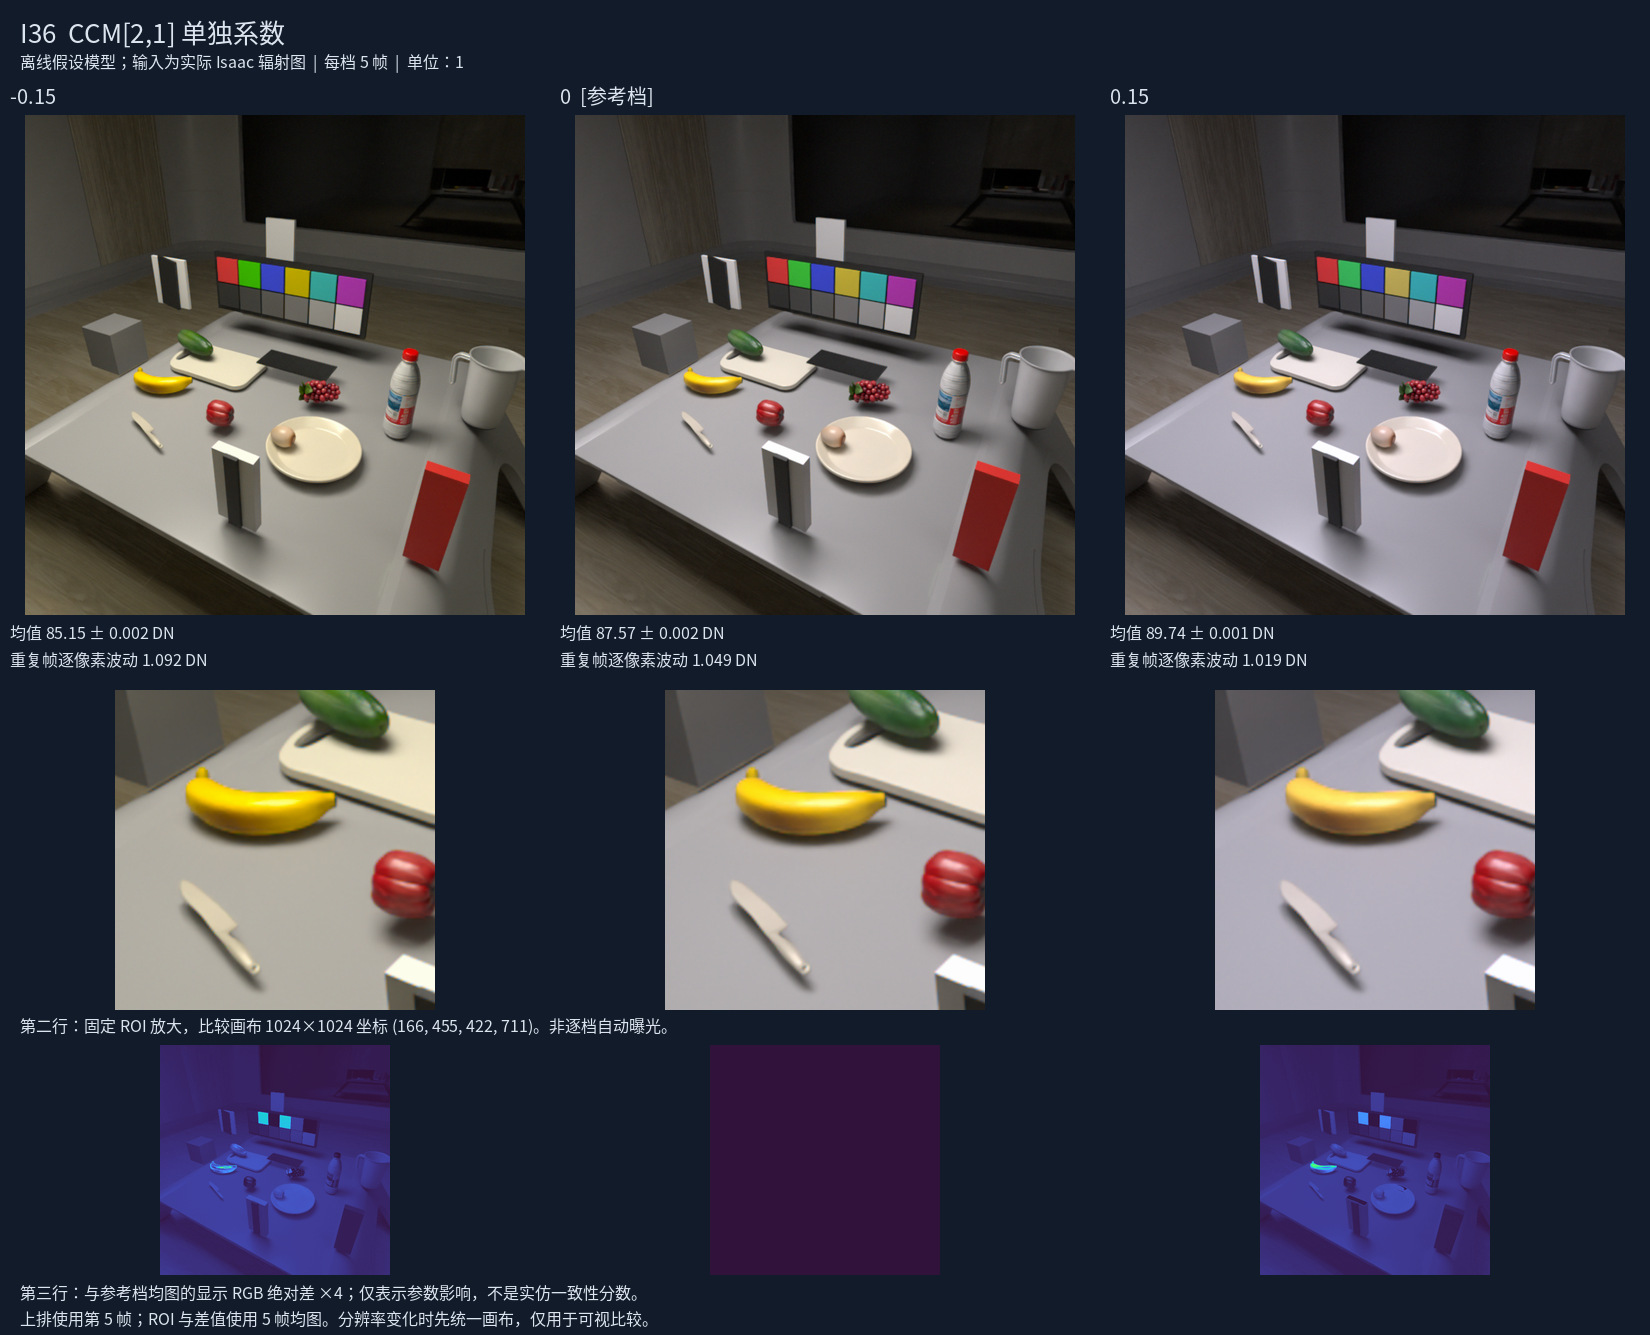 I36 CCM[2,1] 单独系数
离线假设模型；输入为实际 Isaac 辐射图 | 每档 5 帧 | 单位：1
-0.15
0 [参考档]
0.15
均值 85.15 ± 0.002 DN
重复帧逐像素波动 1.092 DN
均值 87.57 ± 0.002 DN
重复帧逐像素波动 1.049 DN
均值 89.74 ± 0.001 DN
重复帧逐像素波动 1.019 DN
第二行：固定 ROI 放大，比较画布 1024×1024 坐标 (166, 455, 422, 711)。非逐档自动曝光。
第三行：与参考档均图的显示 RGB 绝对差 ×4；仅表示参数影响，不是实仿一致性分数。
上排使用第 5 帧；ROI 与差值使用 5 帧均图。分辨率变化时先统一画布，仅用于可视比较。